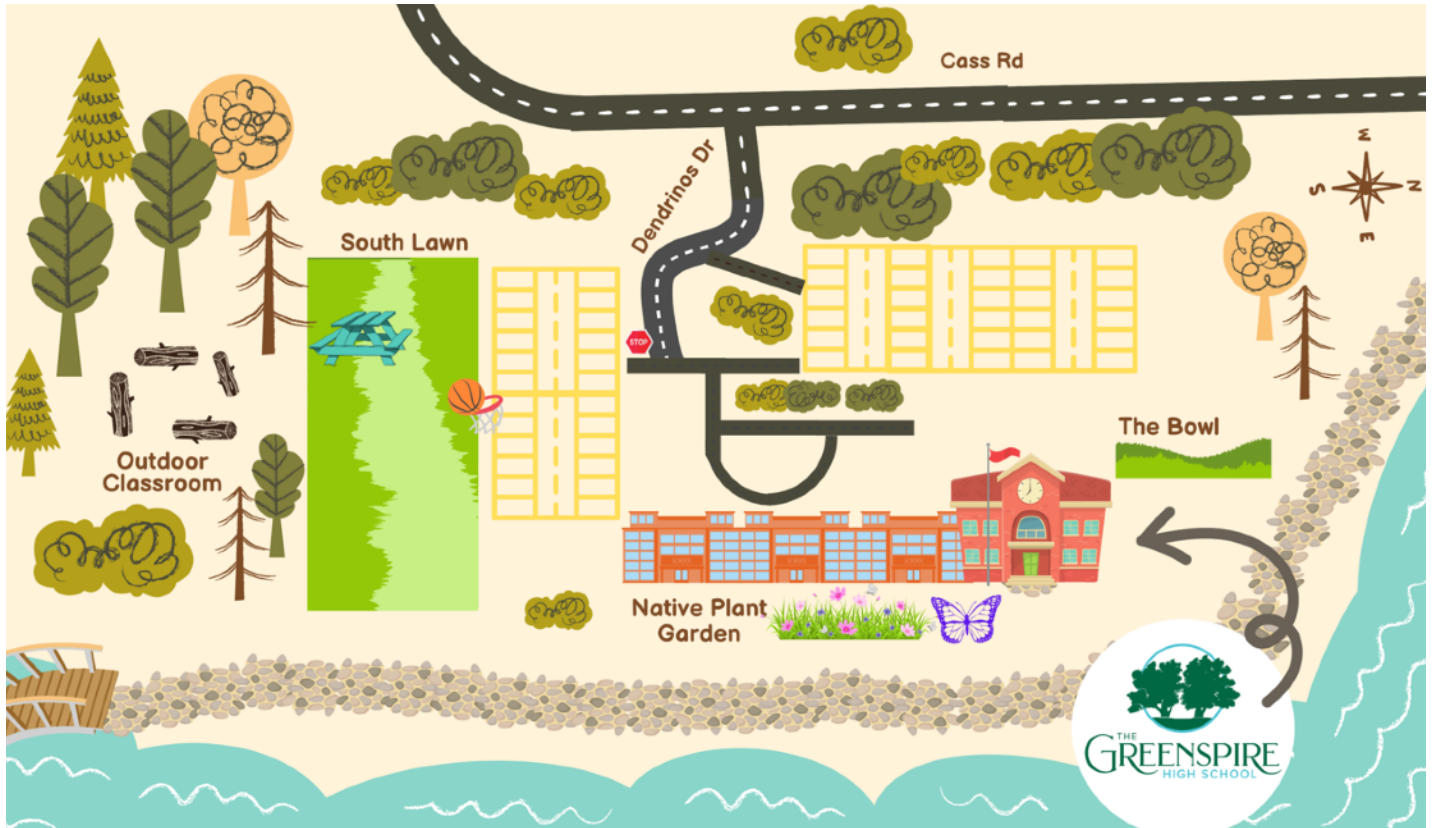 Cass Rd
Dendrinos Dr
W
S
N
E
South Lawn
STOP
The Bowl
Outdoor
Classroom
Native Plant
Garden
THE
GREENSPIRE
HIGH SCHOOL